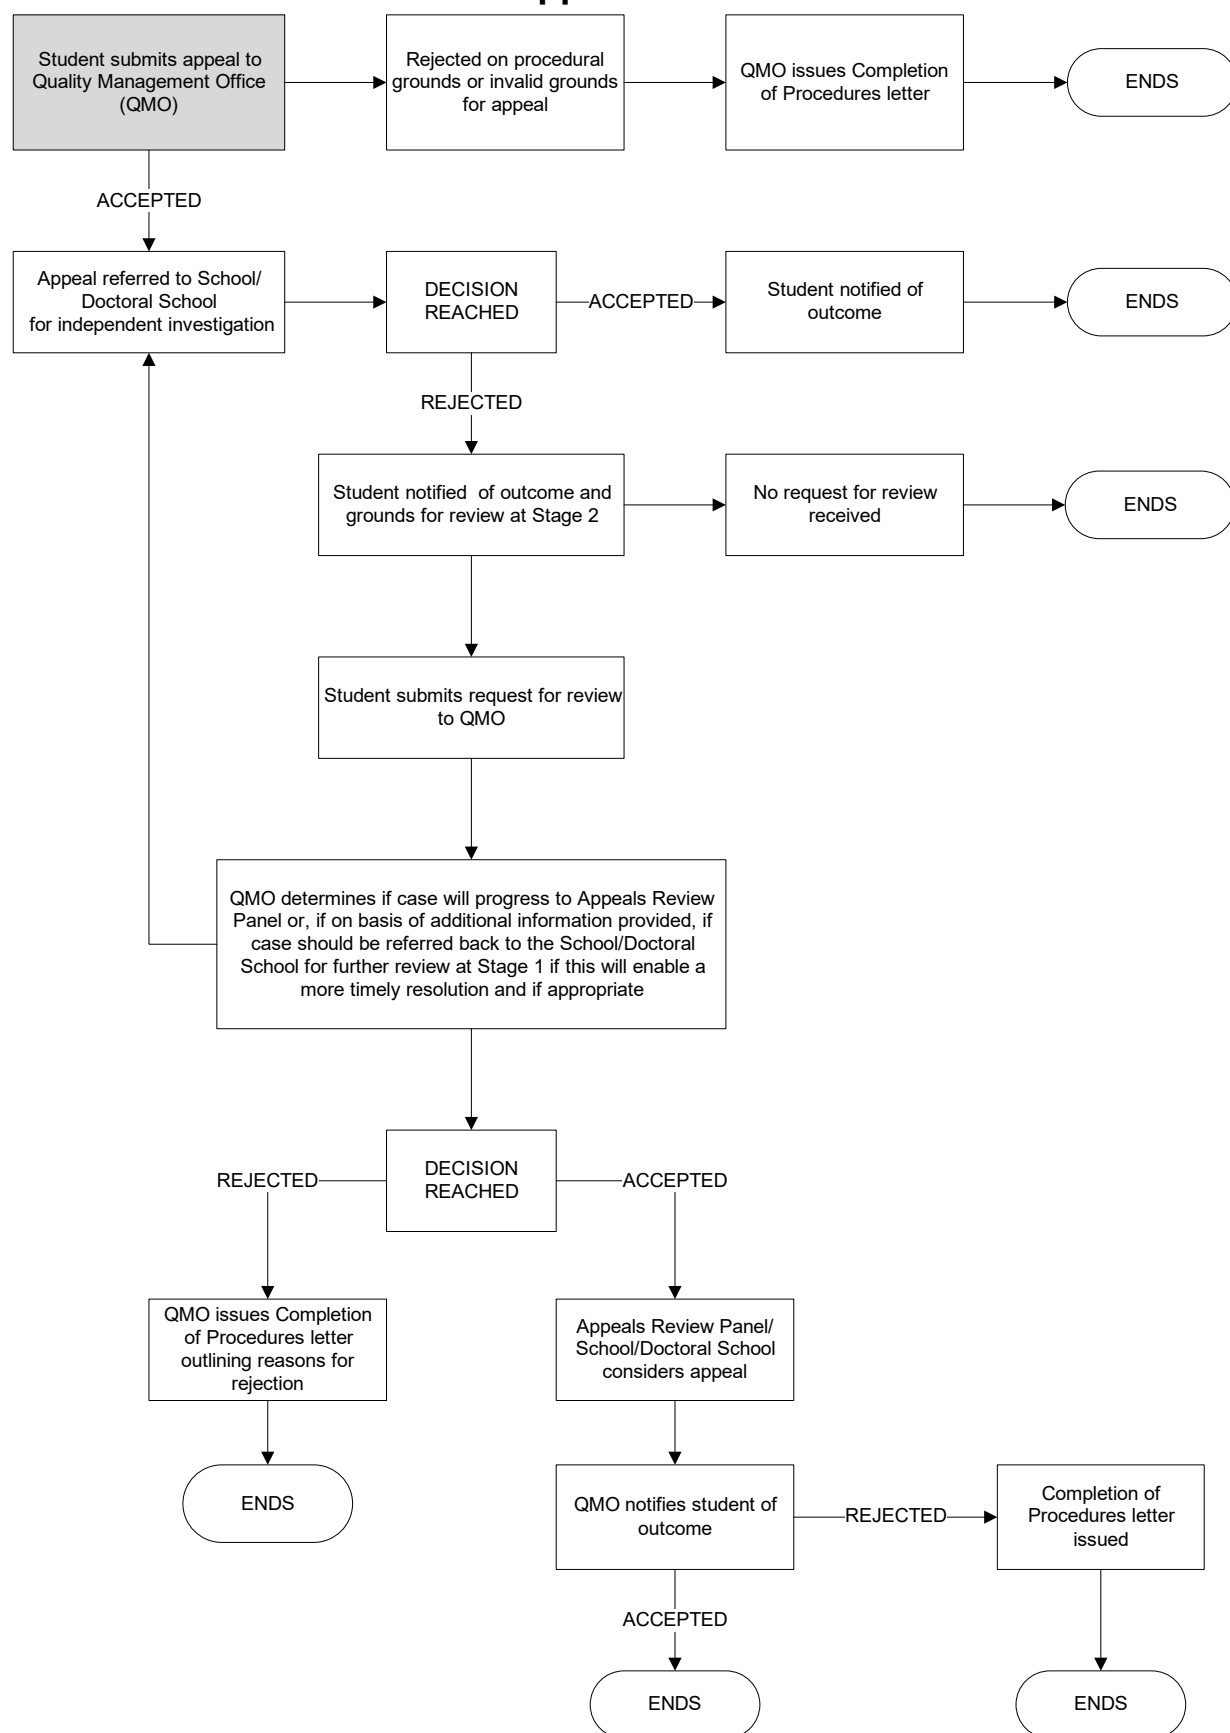 Student submits appeal to
Quality Management Office
(QMO)
Rejected on procedural
grounds or invalid grounds
for appeal
QMO issues Completion
of Procedures letter
ENDS
ACCEPTED
Appeal referred to School/
Doctoral School
for independent investigation
DECISION
REACHED
ACCEPTED
Student notified of
outcome
ENDS
REJECTED
Student notified of outcome and
grounds for review at Stage 2
No request for review
received
ENDS
Student submits request for review
to QMO
QMO determines if case will progress to Appeals Review
Panel or, if on basis of additional information provided, if
case should be referred back to the School/Doctoral
School for further review at Stage 1 if this will enable a
more timely resolution and if appropriate
REJECTED
DECISION
REACHED
ACCEPTED
QMO issues Completion
of Procedures letter
outlining reasons for
rejection
Appeals Review Panel/
School/Doctoral School
considers appeal
ENDS
QMO notifies student of
outcome
REJECTED
Completion of
Procedures letter
issued
ACCEPTED
ENDS
ENDS